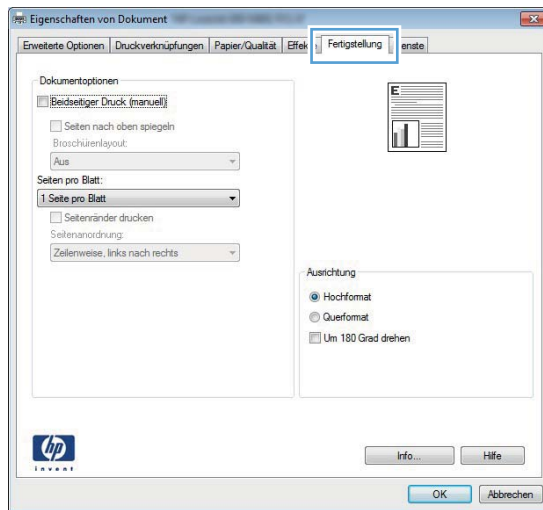 Eigenschaften von Dokument
Erweiterte Optionen Druckverknüpfungen Papier/Qualität Fertigstellung
Dokumentoptionen
Beidseitiger Druck (manuell)
Seiten nach oben spiegeln
Broschürenlayout:
Aus
Seiten pro Blatt:
1 Seite pro Blatt
Seitenränder drucken
Seitenanordnung:
Zeilenweise, links nach rechts
E
Ausrichtung
Hochformat
Querformat
Um 180 Grad drehen
hp
invent
Info... Hilfe
OK Abbrechen